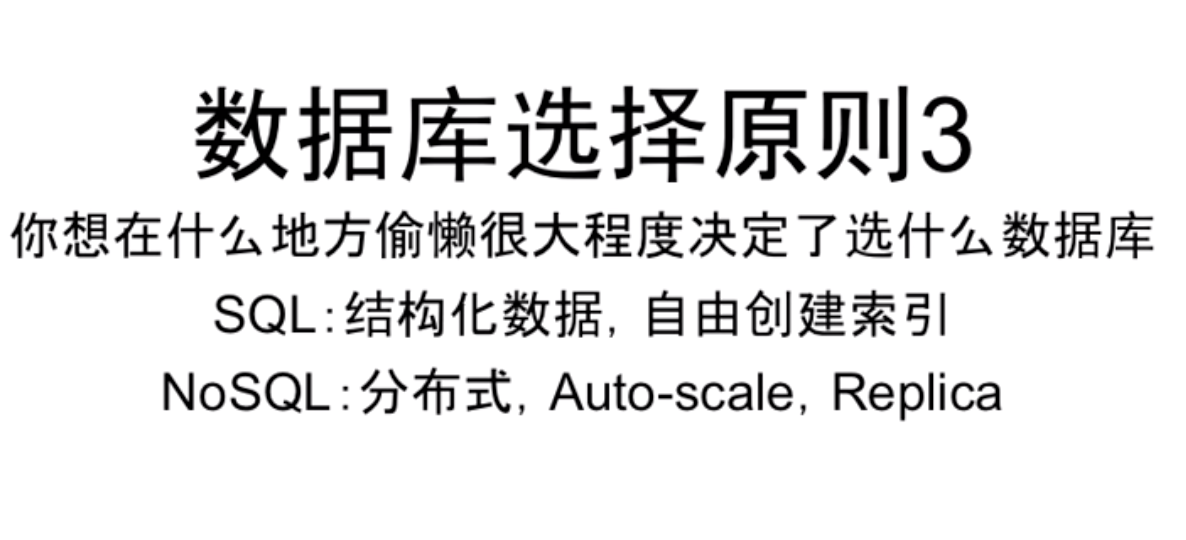 数据库选择原则3
你想在什么地方偷懒很大程度决定了选什么数据库
SQL：结构化数据，自由创建索引
NoSQL：分布式，Auto-scale，Replica